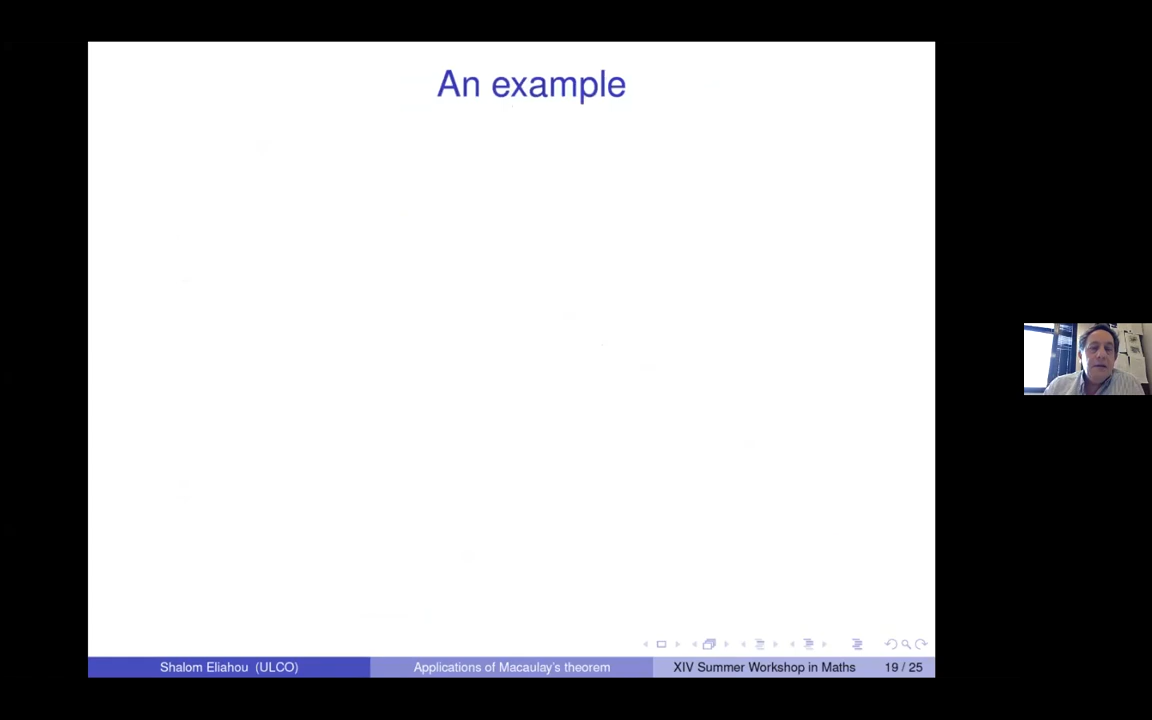 An example
Shalom Eliahou (ULCO)
Applications of Macaulay's theorem
XIV Summer Workshop in Maths
19 / 25